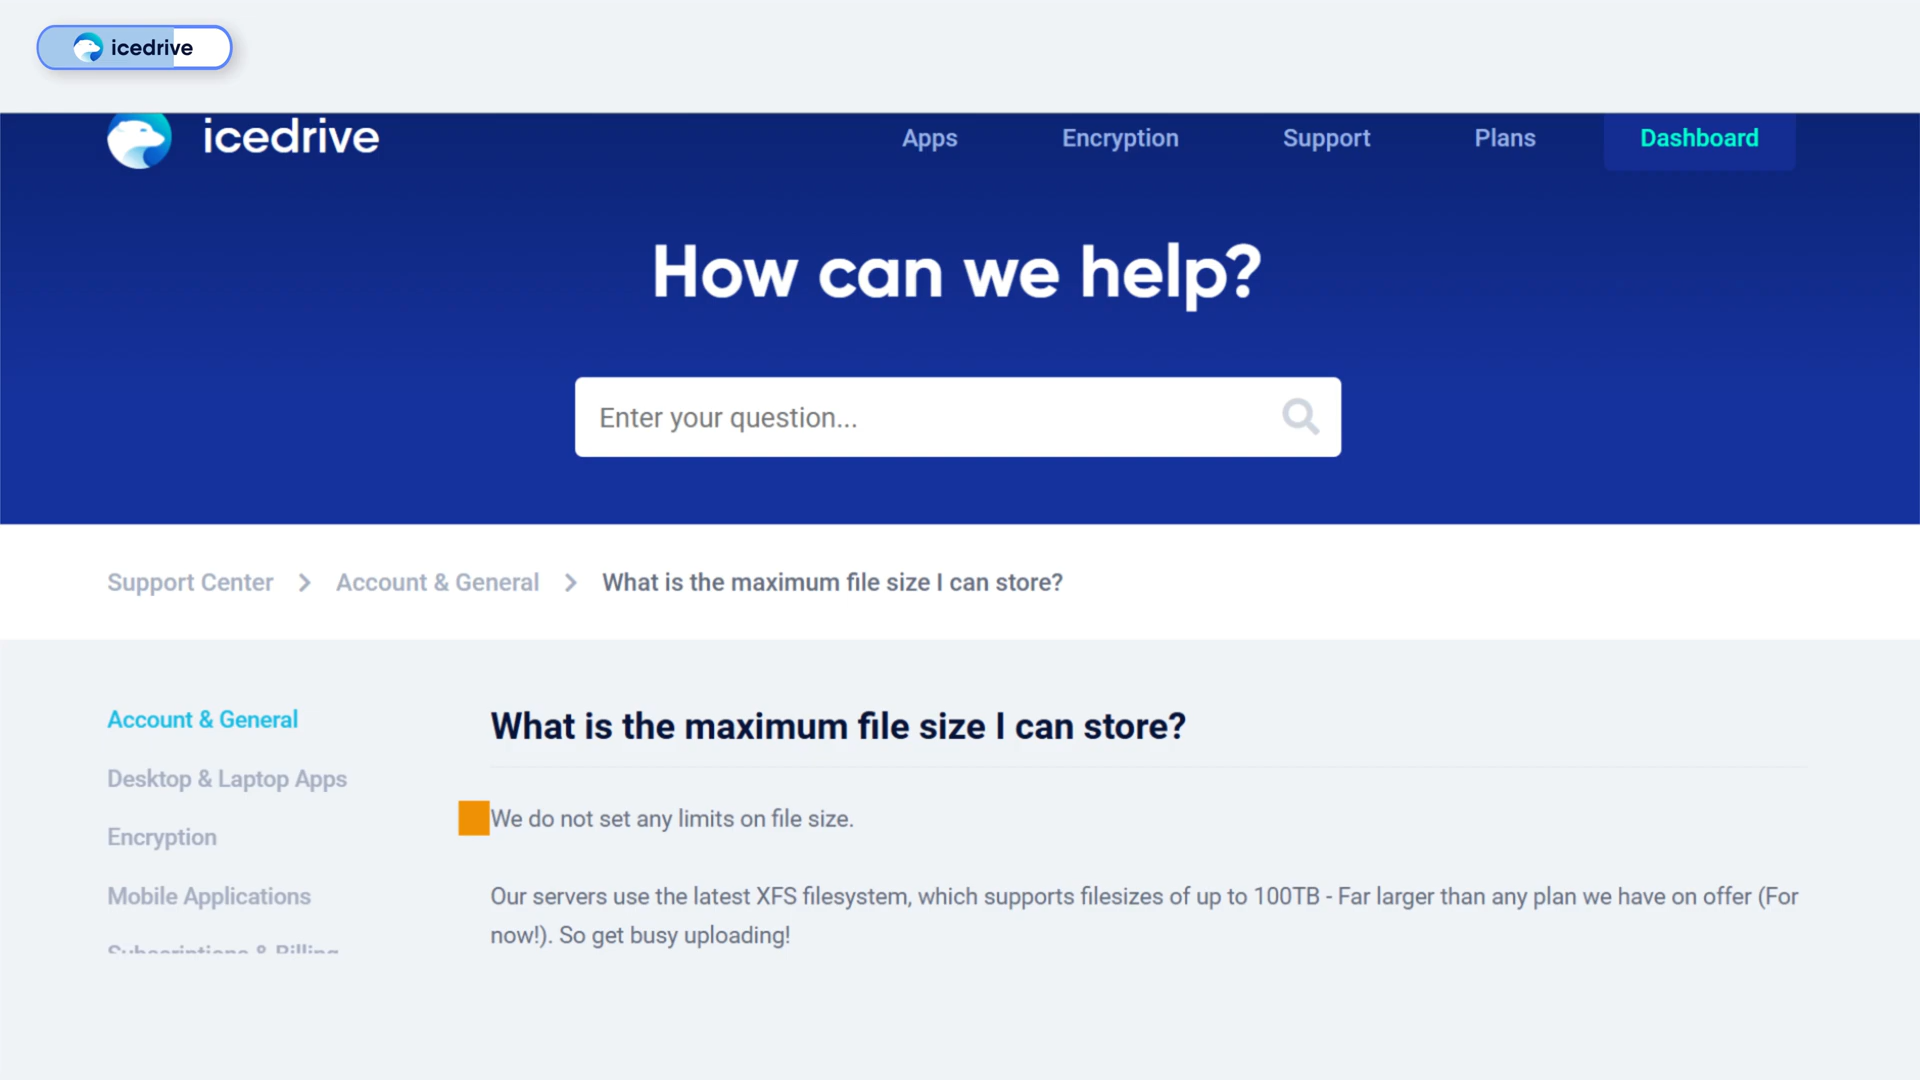 icedrive
icedrive
Apps
Encryption
Support
Plans
Dashboard
How can we help?
Enter your question...
Support Center
Account & General
What is the maximum file size I can store?
Account & General
Desktop & Laptop Apps
Encryption
Mobile Applications
Subscriptions & Billing
What is the maximum file size I can store?
We do not set any limits on file size.
Our servers use the latest XFS filesystem, which supports filesizes of up to 100TB - Far larger than any plan we have on offer (For
now!). So get busy uploading!